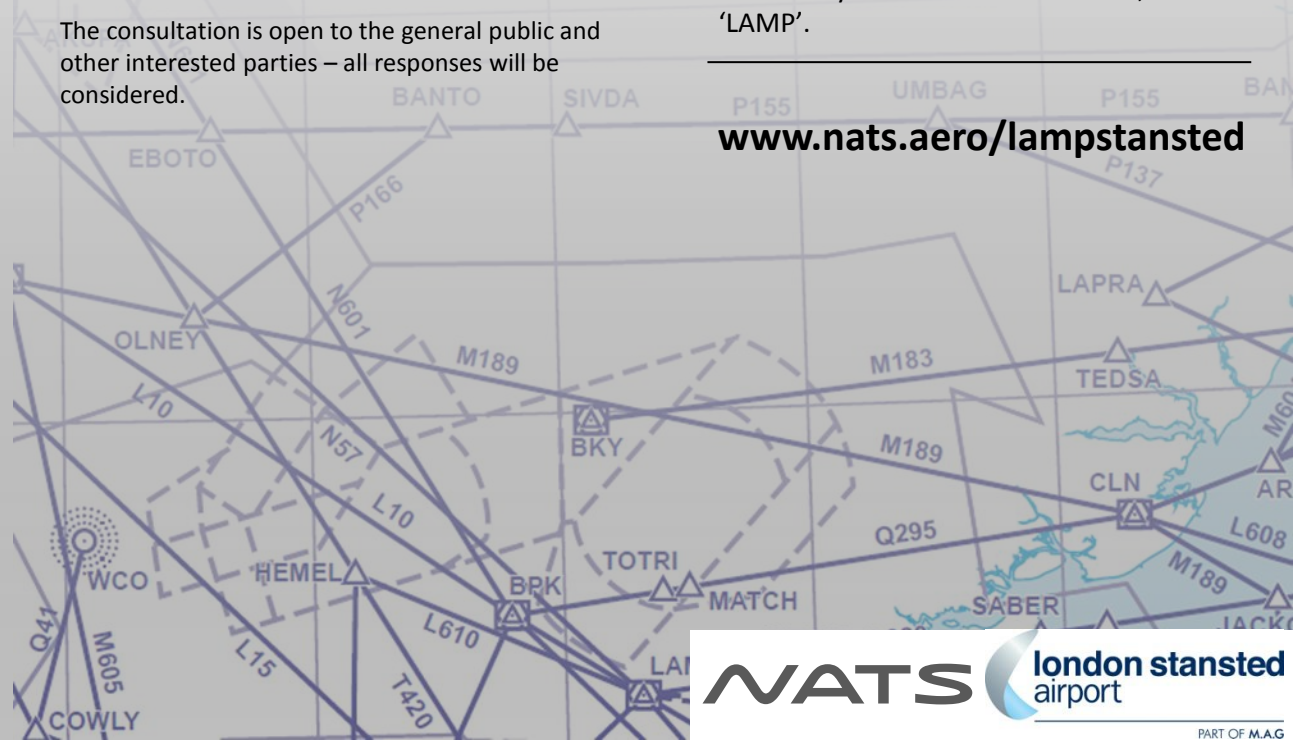 The consultation is open to the general public and
other interested parties – all responses will be
considered.
‘LAMP’.
www.nats.aero/lampstansted
BANTO
SIVDA
P155
UMBAG
P155
EBOTO
P137
P166
LAPRA
N601
OLNEY
M189
M183
TEDSA
L10
N57
BKY
M189
CLN
L10
Q295
L608
M189
TOTRI
WCO
HEMEL
BPK
MATCH
SABER
Q41
M605
L610
L15
T420
COWLY
NATS
london stansted
airport
PART OF M.A.G